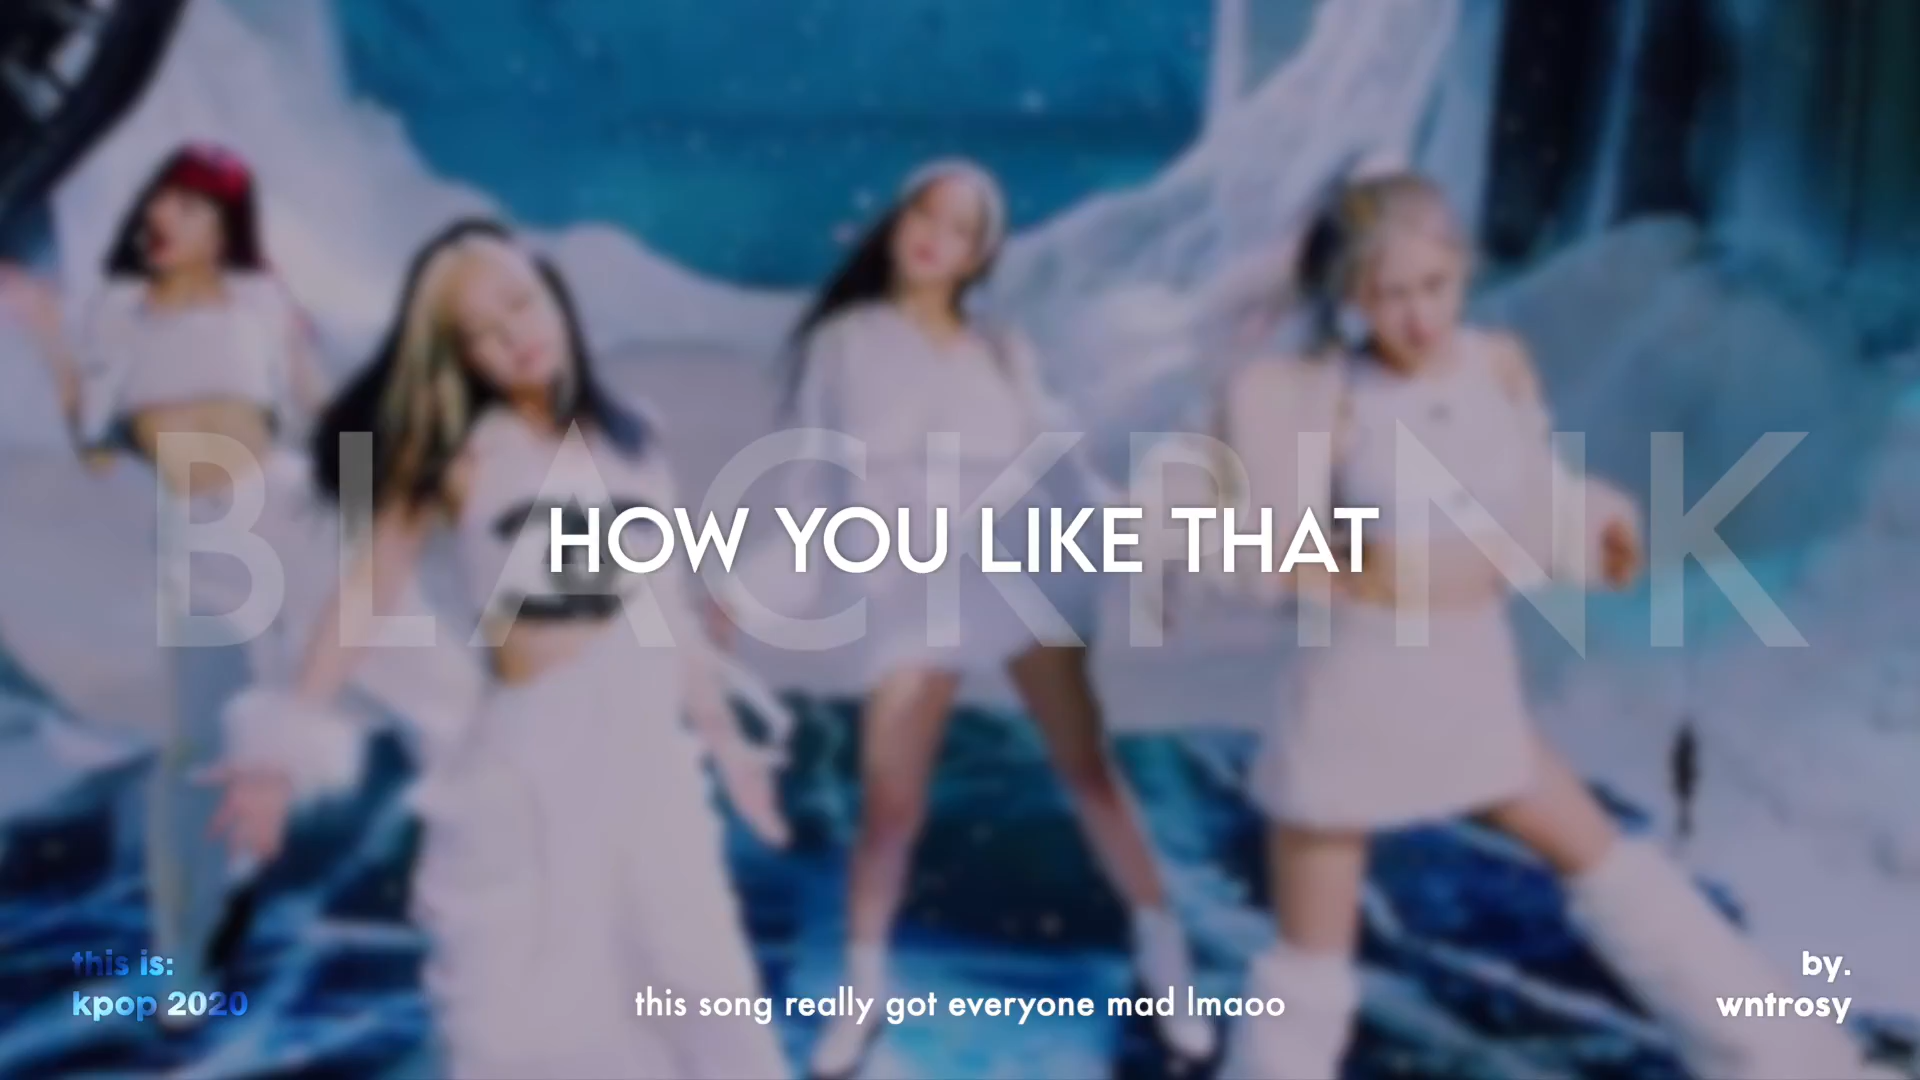 BLACKPINK
HOW YOU LIKE THAT
this is:
kpop 2020
this song really got everyone mad lmaoo
by.
wntrosy